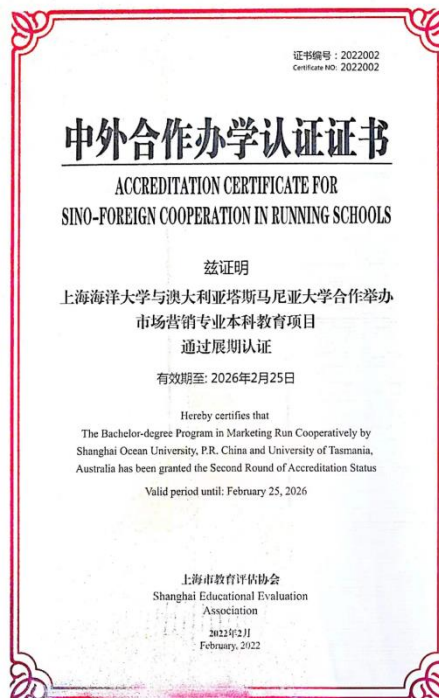 证书编号：2022002
Certificate NO: 2022002
中外合作办学认证证书
ACCREDITATION CERTIFICATE FOR
SINO-FOREIGN COOPERATION IN RUNNING SCHOOLS
兹证明
上海海洋大学与澳大利亚塔斯马尼亚大学合作举办
市场营销专业本科教育项目
通过展期认证
有效期至: 2026年2月25日
Hereby certifies that
The Bachelor-degree Program in Marketing Run Cooperatively by
Shanghai Ocean University, P.R. China and University of Tasmania,
Australia has been granted the Second Round of Accreditation Status
Valid period until: February 25, 2026
上海市教育评估协会
Shanghai Educational Evaluation
Association
2022年2月
February, 2022